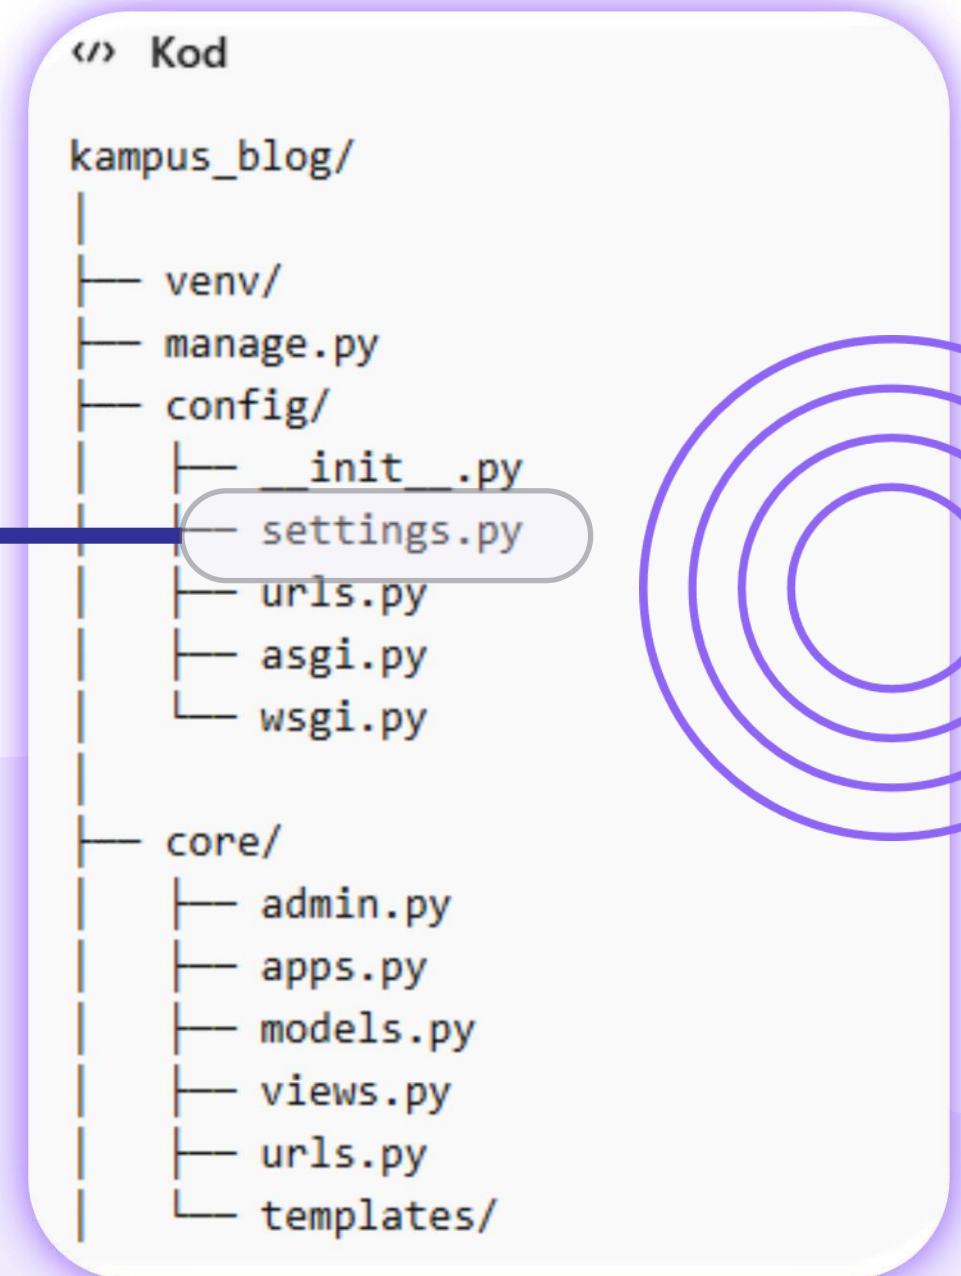 </> Kod
kampus_blog/
│
├── venv/
├── manage.py
├── config/
│   ├── __init__.py
│   ├── settings.py
│   ├── urls.py
│   ├── asgi.py
│   └── wsgi.py
│
├── core/
│   ├── admin.py
│   ├── apps.py
│   ├── models.py
│   ├── views.py
│   ├── urls.py
│   └── templates/